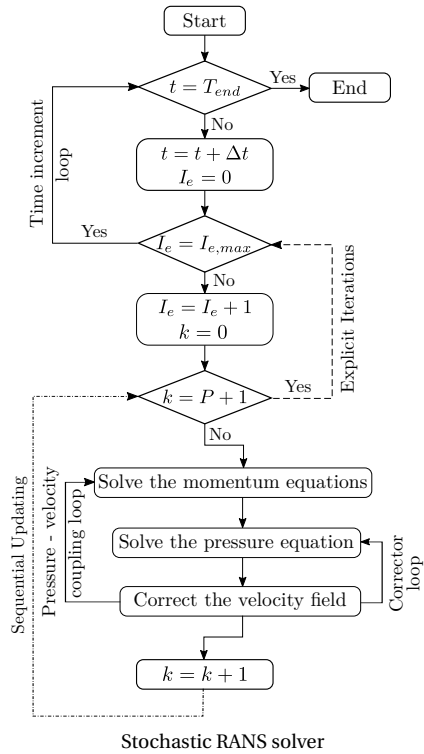 Start
t = T_end
Yes
End
No
t = t + Δt
I_e = 0
Time increment
loop
I_e = I_e,max
Yes
No
I_e = I_e + 1
k = 0
Explicit Iterations
k = P + 1
Yes
No
Solve the momentum equations
Solve the pressure equation
Correct the velocity field
Sequential Updating
Pressure - velocity
coupling loop
Corrector
loop
k = k + 1
Stochastic RANS solver